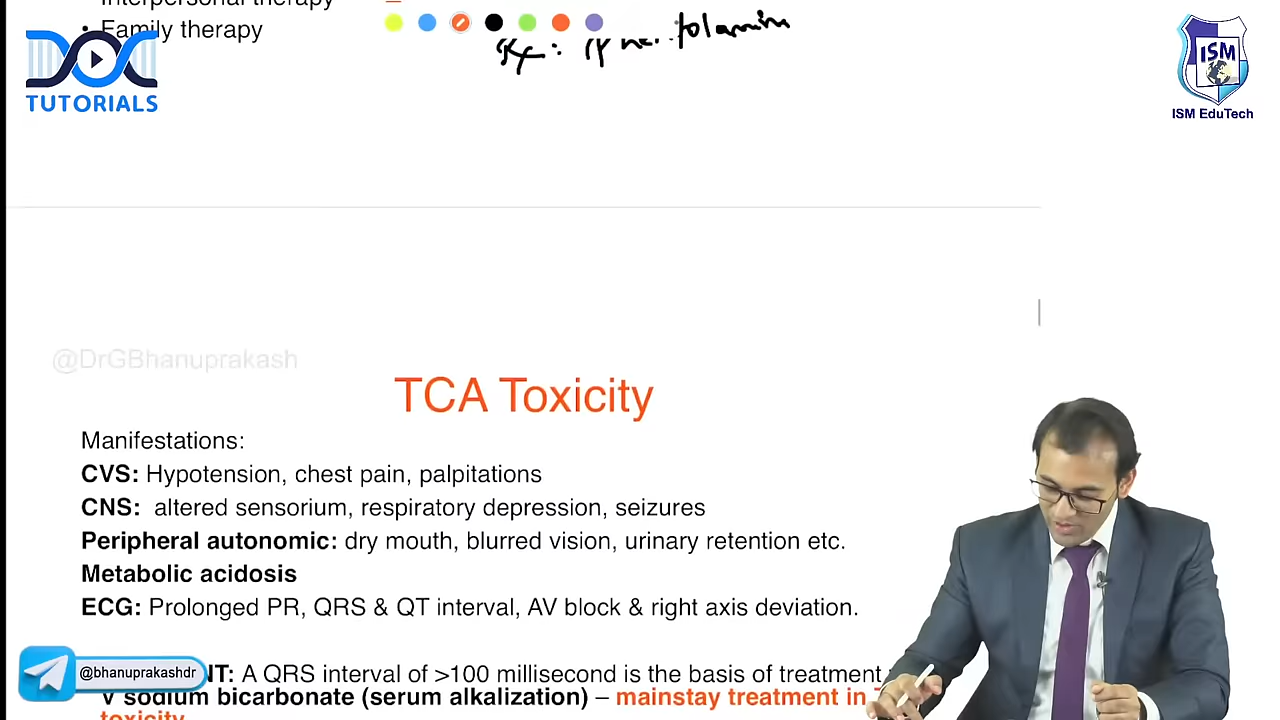 Interpersonal therapy
• Family therapy
tolamin
TUTORIALS
ISM
ISM EduTech
@DrGBhanuprakash
TCA Toxicity
Manifestations:
CVS: Hypotension, chest pain, palpitations
CNS: altered sensorium, respiratory depression, seizures
Peripheral autonomic: dry mouth, blurred vision, urinary retention etc.
Metabolic acidosis
ECG: Prolonged PR, QRS & QT interval, AV block & right axis deviation.
@bhanuprakashdr
NT: A QRS interval of >100 millisecond is the basis of treatment
V sodium bicarbonate (serum alkalization) – mainstay treatment in T
toxicity